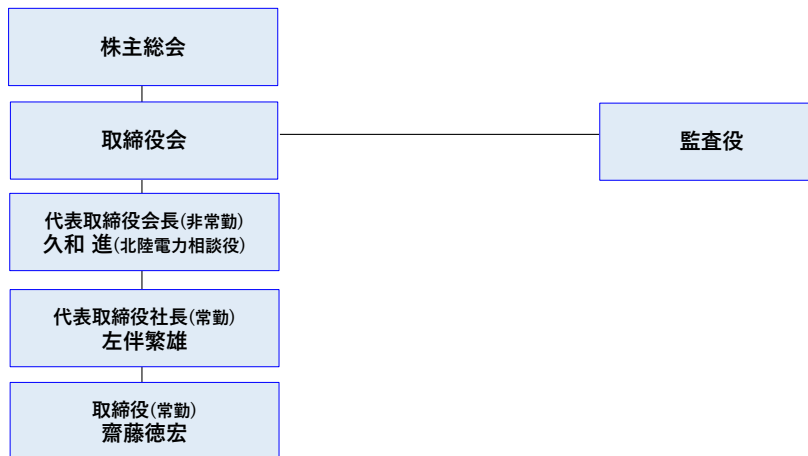 株主総会
取締役会
監査役
代表取締役会長(非常勤)
久和 進(北陸電力相談役)
代表取締役社長(常勤)
左伴繁雄
取締役(常勤)
齋藤徳宏